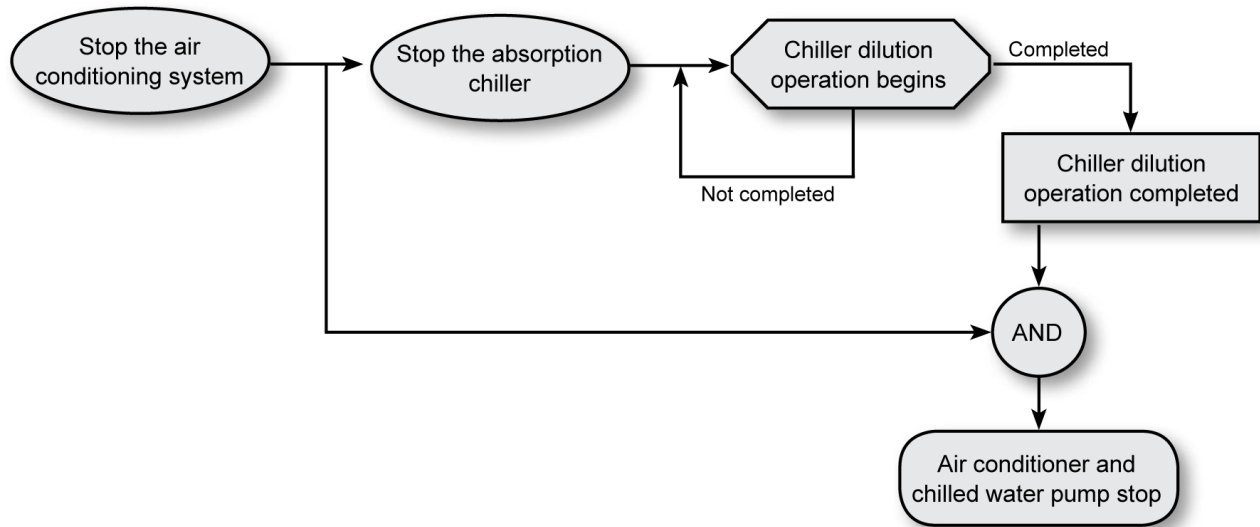 Stop the air
conditioning system
Stop the absorption
chiller
Chiller dilution
operation begins
Completed
Not completed
Chiller dilution
operation completed
AND
Air conditioner and
chilled water pump stop